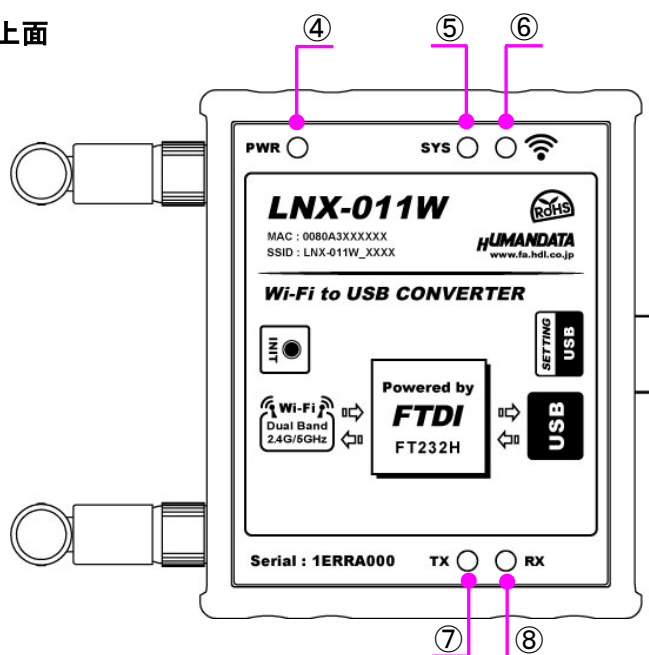 上面
④ ⑤ ⑥
PWR SYS
LNX-011W
RoHS
MAC : 0080A3XXXXXX
SSID : LNX-011W_XXXX
HUMANDATA
www.fa.hdl.co.jp
Wi-Fi to USB CONVERTER
INIT
SETTING
USB
Wi-Fi
Dual Band
2.4G/5GHz
Powered by
FTDI
FT232H
USB
Serial : 1ERRA000 TX RX
⑦ ⑧